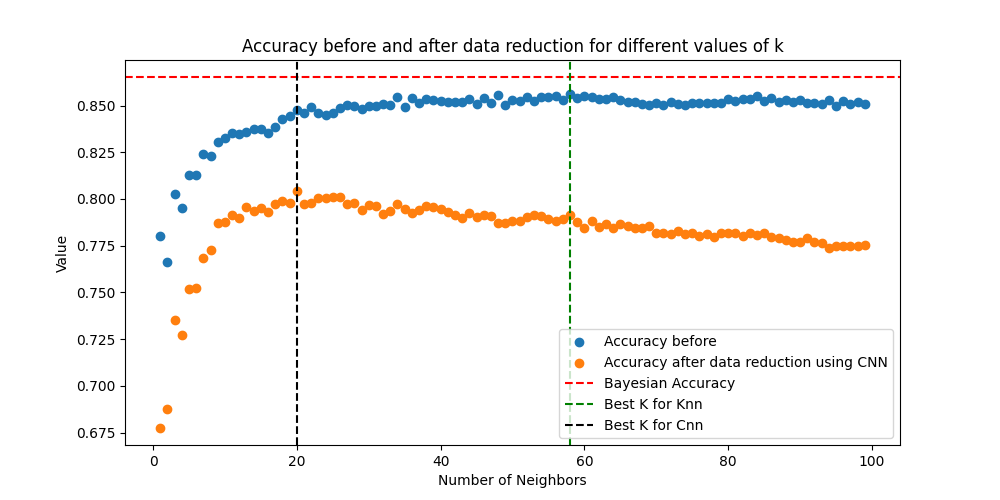 Accuracy before and after data reduction for different values of k
Value
0.850
0.825
0.800
0.775
0.750
0.725
0.700
0.675
Accuracy before
Accuracy after data reduction using CNN
Bayesian Accuracy
Best K for Knn
Best K for Cnn
0 20 40 60 80 100
Number of Neighbors